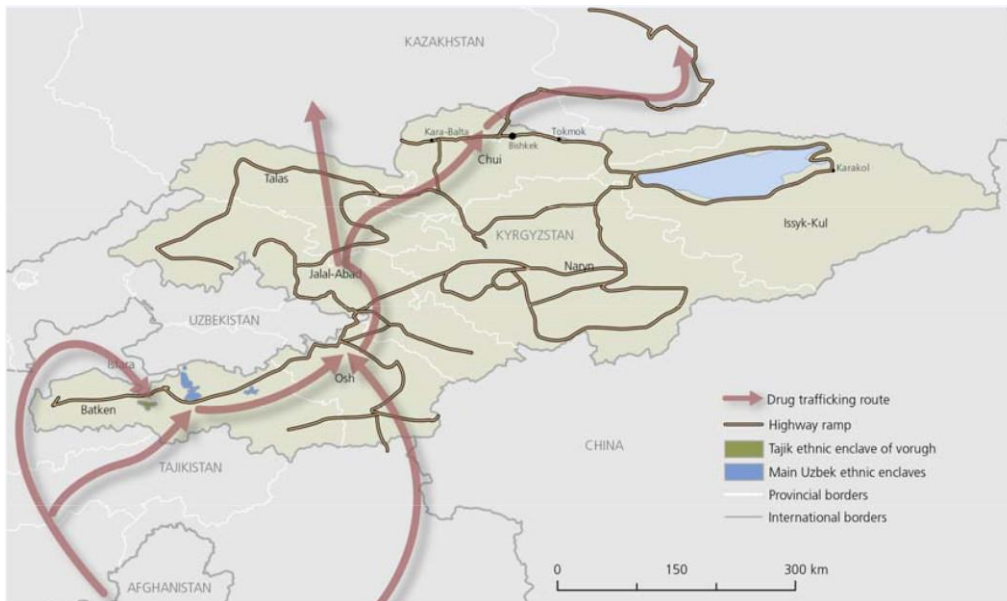 KAZAKHSTAN
Kara-Balta
Bishkek
Tokmok
Chui
Talas
Karakol
Issyk-Kul
KYRGYZSTAN
Naryn
Jalal-Abad
UZBEKISTAN
Isfara
Osh
Batken
TAJIKISTAN
CHINA
AFGHANISTAN
Drug trafficking route
Highway ramp
Tajik ethnic enclave of vorugh
Main Uzbek ethnic enclaves
Provincial borders
International borders
0 150 300 km